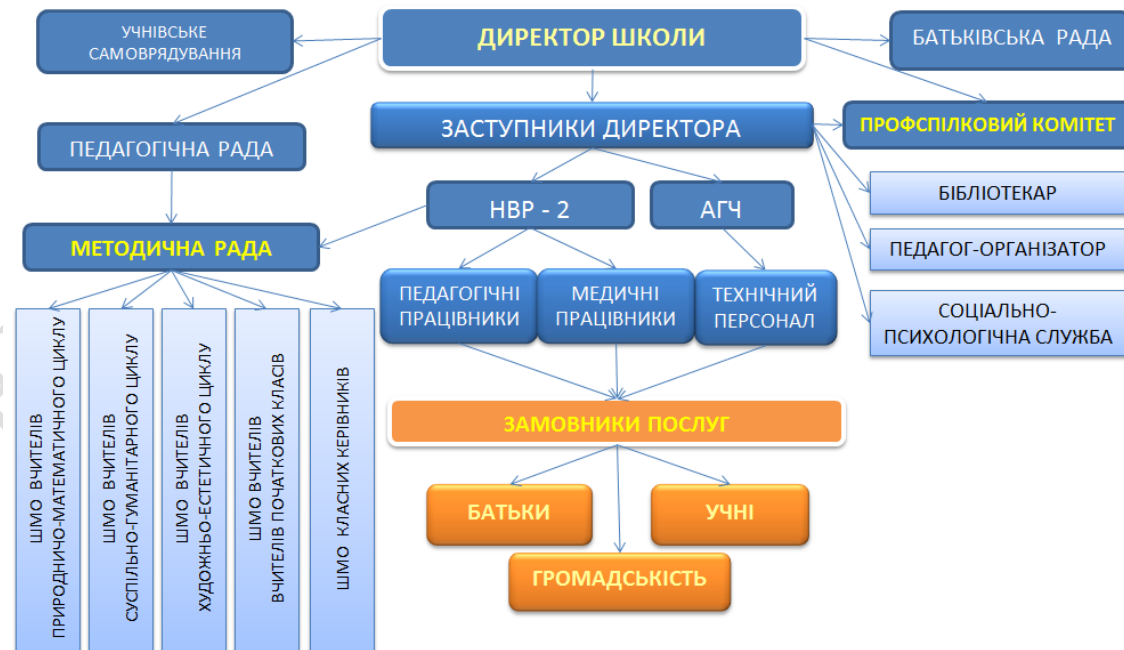 УЧНІВСЬКЕ
САМОВРЯДУВАННЯ
ДИРЕКТОР ШКОЛИ
БАТЬКІВСЬКА РАДА
ЗАСТУПНИКИ ДИРЕКТОРА
ПРОФСПІЛКОВИЙ КОМІТЕТ
ПЕДАГОГІЧНА РАДА
БІБЛІОТЕКАР
НВР - 2
АГЧ
МЕТОДИЧНА РАДА
ПЕДАГОГ-ОРГАНІЗАТОР
ПЕДАГОГІЧНІ
ПРАЦІВНИКИ
МЕДИЧНІ
ПРАЦІВНИКИ
ТЕХНІЧНИЙ
ПЕРСОНАЛ
СОЦІАЛЬНО-
ПСИХОЛОГІЧНА СЛУЖБА
ШМО ВЧИТЕЛІВ
ПРИРОДНИЧО-МАТЕМАТИЧНОГО ЦИКЛУ
ШМО ВЧИТЕЛІВ
СУСПІЛЬНО-ГУМАНІТАРНОГО ЦИКЛУ
ШМО ВЧИТЕЛІВ
ХУДОЖНЬО-ЕСТЕТИЧНОГО ЦИКЛУ
ШМО ВЧИТЕЛІВ
ВЧИТЕЛІВ ПОЧАТКОВИХ КЛАСІВ
ШМО КЛАСНИХ КЕРІВНИКІВ
ЗАМОВНИКИ ПОСЛУГ
БАТЬКИ
УЧНІ
ГРОМАДСЬКІСТЬ